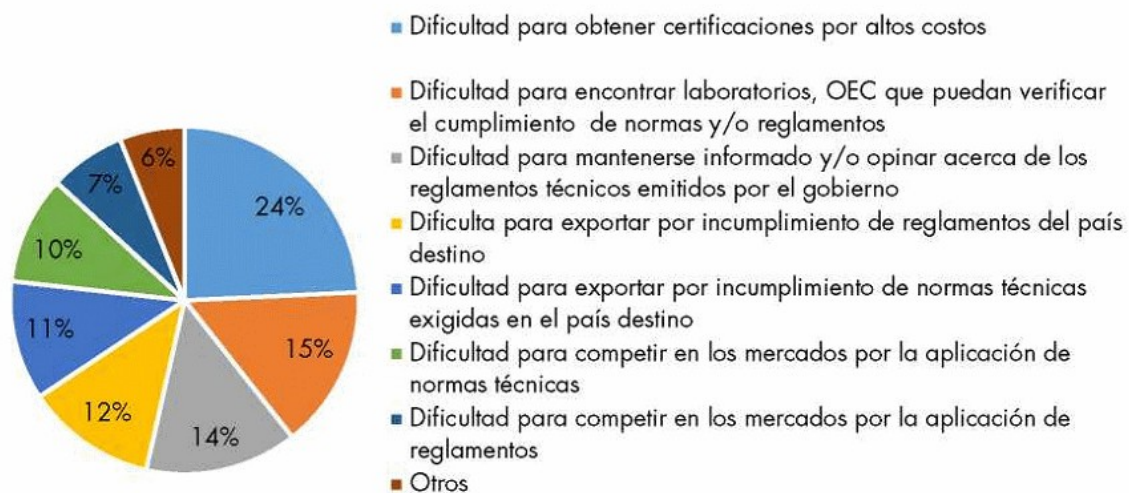 Dificultad para obtener certificaciones por altos costos
Dificultad para encontrar laboratorios, OEC que puedan verificar
el cumplimiento de normas y/o reglamentos
Dificultad para mantenerse informado y/o opinar acerca de los
reglamentos técnicos emitidos por el gobierno
Dificulta para exportar por incumplimiento de reglamentos del país
destino
Dificultad para exportar por incumplimiento de normas técnicas
exigidas en el país destino
Dificultad para competir en los mercados por la aplicación de
normas técnicas
Dificultad para competir en los mercados por la aplicación de
reglamentos
Otros
24%
15%
14%
12%
11%
10%
7%
6%